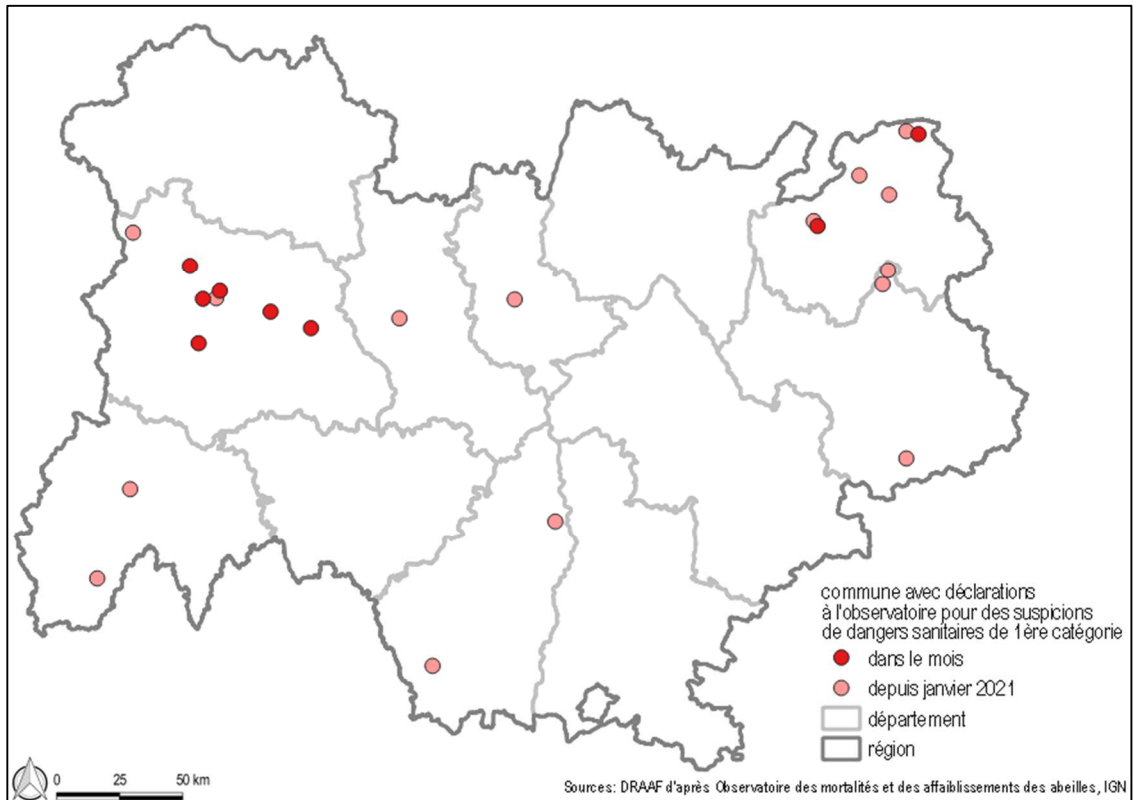 commune avec déclarations
à l'observatoire pour des suspicions
de dangers sanitaires de 1ère catégorie
dans le mois
depuis janvier 2021
département
région
0 25 50 km
Sources: DRAAF d'après Observatoire des mortalités et des affaiblissements des abeilles, IGN